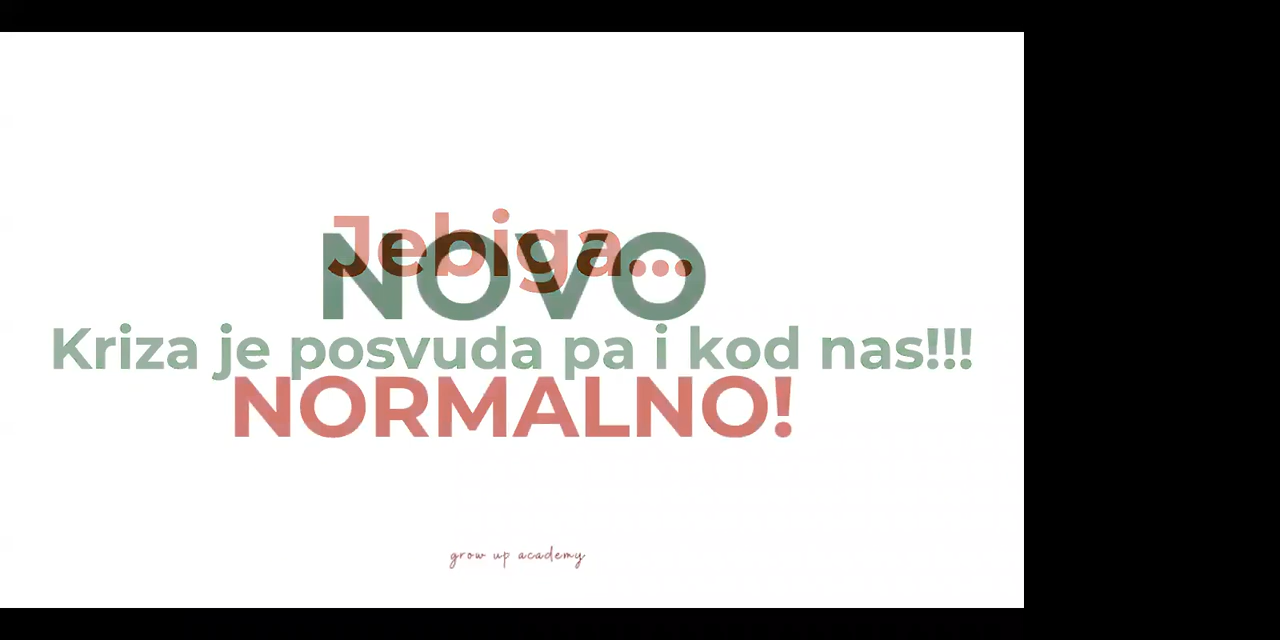 Jebiga...
NOVO
Kriza je posvuda pa i kod nas!!!
NORMALNO!
grow up academy